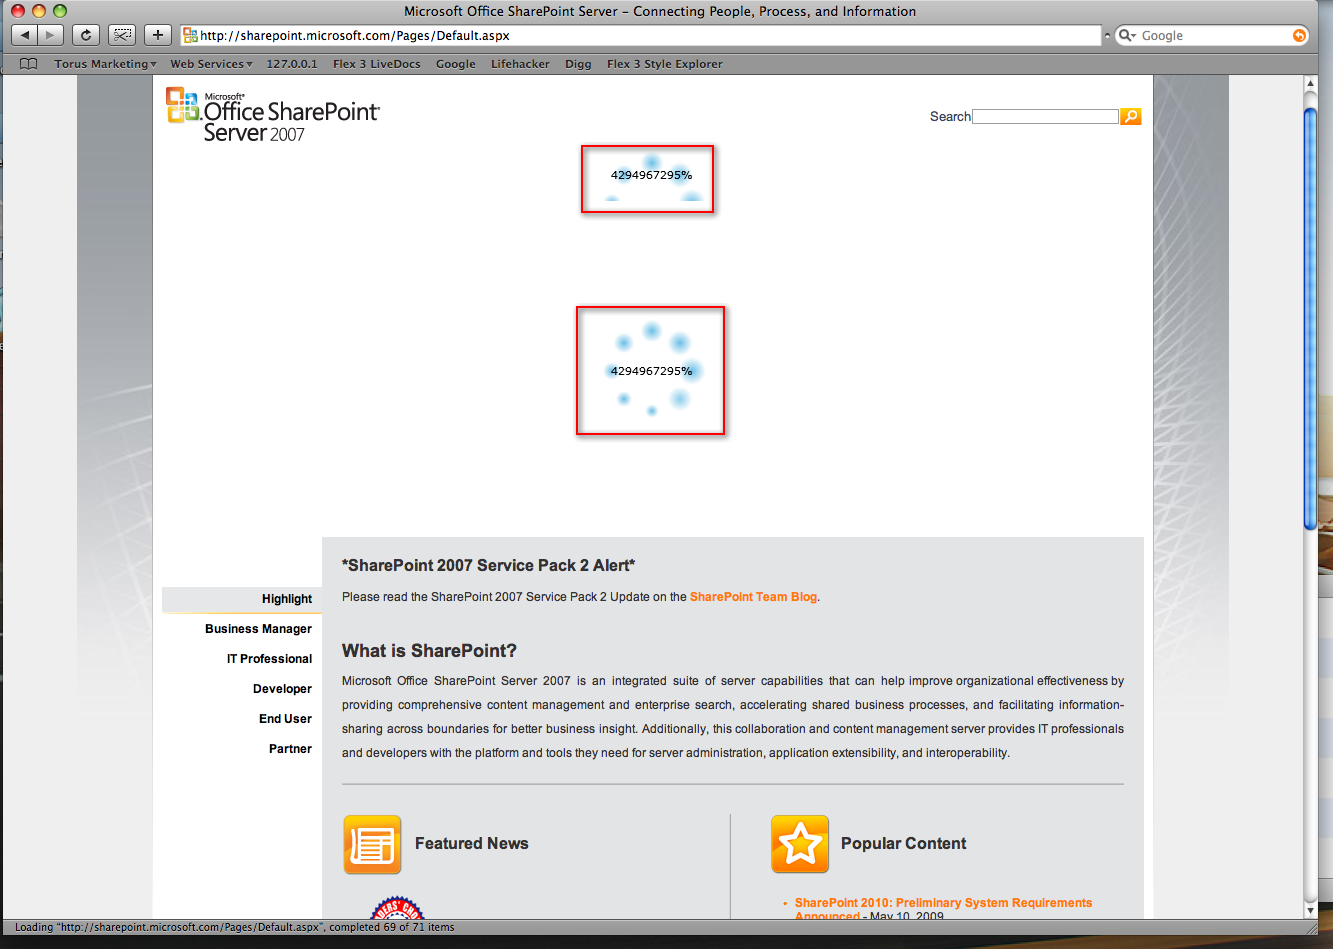 Microsoft Office SharePoint Server – Connecting People, Process, and Information
http://sharepoint.microsoft.com/Pages/Default.aspx
Google
Torus Marketing Web Services 127.0.0.1 Flex 3 LiveDocs Google Lifehacker Digg Flex 3 Style Explorer
Microsoft®
Office SharePoint®
Server 2007
Search
4294967295%
4294967295%
*SharePoint 2007 Service Pack 2 Alert*
Please read the SharePoint 2007 Service Pack 2 Update on the SharePoint Team Blog.
Highlight
Business Manager
IT Professional
Developer
End User
Partner
What is SharePoint?
Microsoft Office SharePoint Server 2007 is an integrated suite of server capabilities that can help improve organizational effectiveness by
providing comprehensive content management and enterprise search, accelerating shared business processes, and facilitating information-
sharing across boundaries for better business insight. Additionally, this collaboration and content management server provides IT professionals
and developers with the platform and tools they need for server administration, application extensibility, and interoperability.
Featured News
Popular Content
• SharePoint 2010: Preliminary System Requirements
Announced - May 10, 2009
Loading "http://sharepoint.microsoft.com/Pages/Default.aspx", completed 69 of 71 items